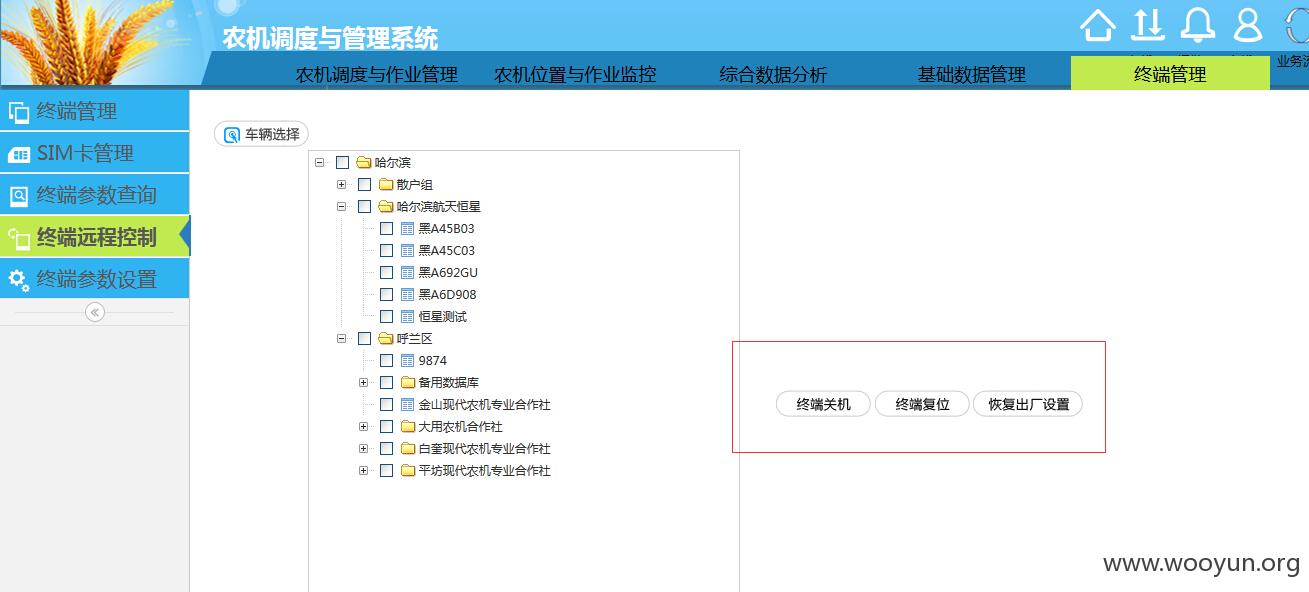 农机调度与管理系统
农机调度与作业管理 农机位置与作业监控 综合数据分析 基础数据管理 终端管理
终端管理
SIM卡管理
终端参数查询
终端远程控制
终端参数设置
车辆选择
哈尔滨
散户组
哈尔滨航天恒星
黑A45B03
黑A45C03
黑A692GU
黑A6D908
恒星测试
呼兰区
9874
备用数据库
金山现代农机专业合作社
大用农机合作社
白奎现代农机专业合作社
平坊现代农机专业合作社
终端关机 终端复位 恢复出厂设置
www.wooyun.org